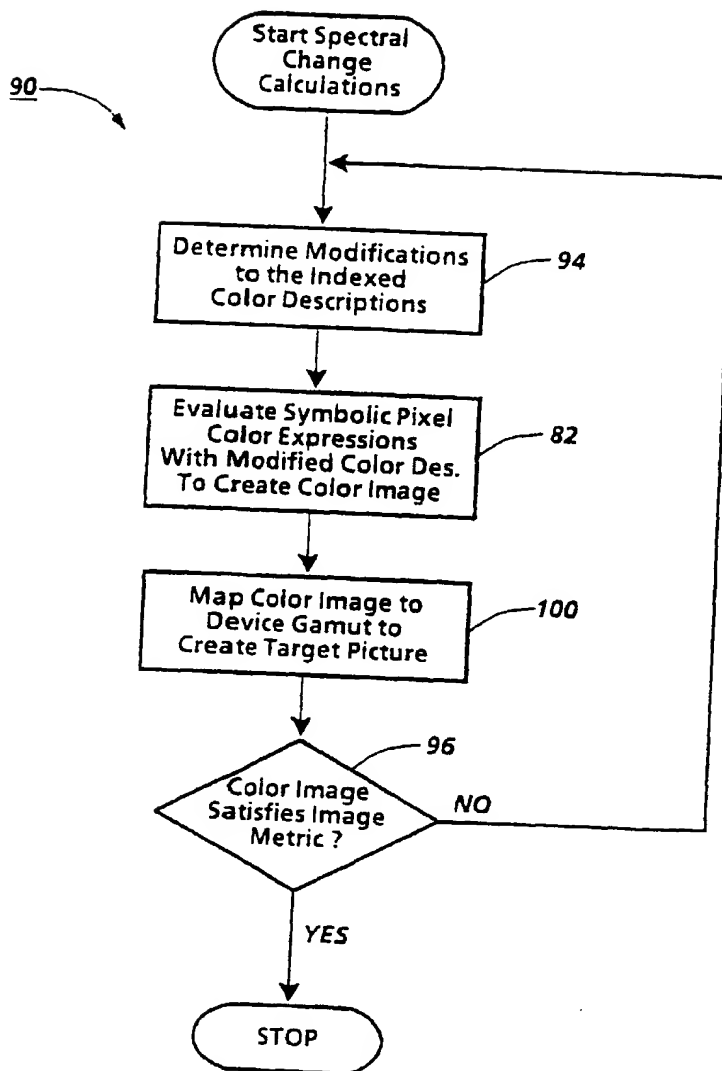 Start Spectral
Change
Calculations
90
Determine Modifications
to the Indexed
Color Descriptions
94
Evaluate Symbolic Pixel
Color Expressions
With Modified Color Des.
To Create Color Image
82
Map Color Image to
Device Gamut to
Create Target Picture
100
96
Color Image
Satisfies Image
Metric ?
NO
YES
STOP